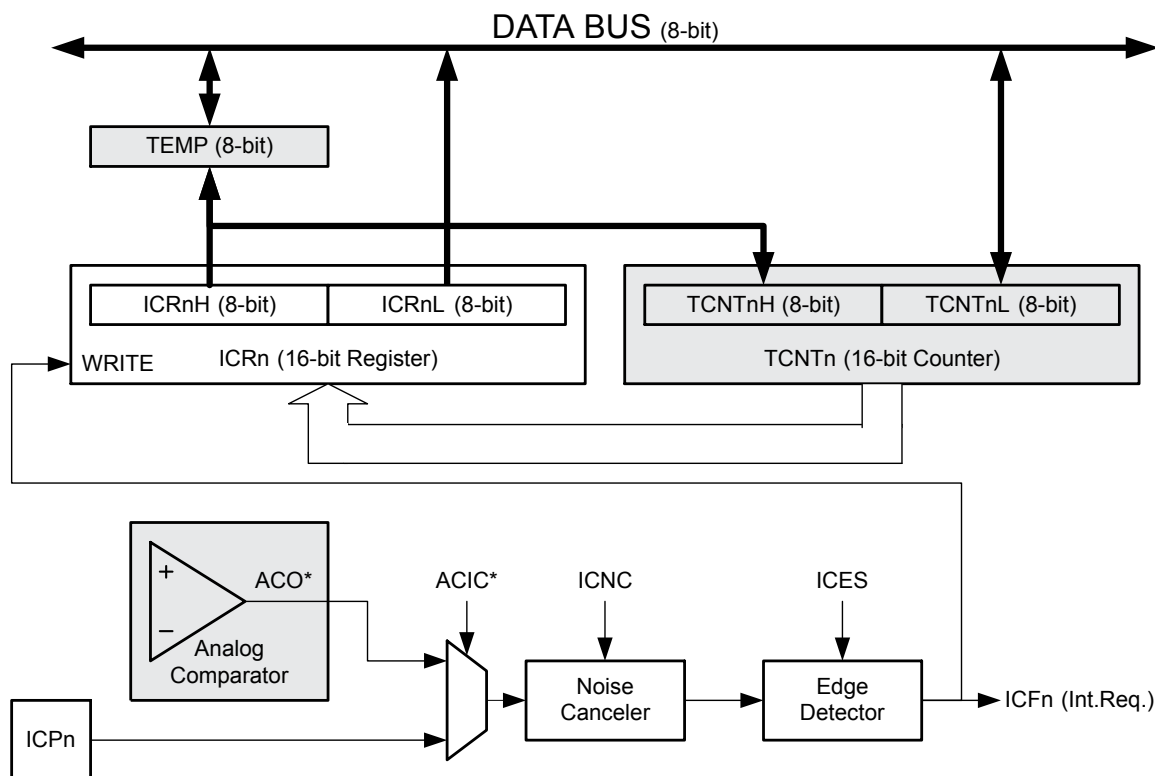 DATA BUS (8-bit)
TEMP (8-bit)
ICRnH (8-bit)
ICRnL (8-bit)
TCNTnH (8-bit)
TCNTnL (8-bit)
WRITE
ICRn (16-bit Register)
TCNTn (16-bit Counter)
+
−
ACO*
Analog
Comparator
ACIC*
ICNC
ICES
Noise
Canceler
Edge
Detector
ICFn (Int.Req.)
ICPn